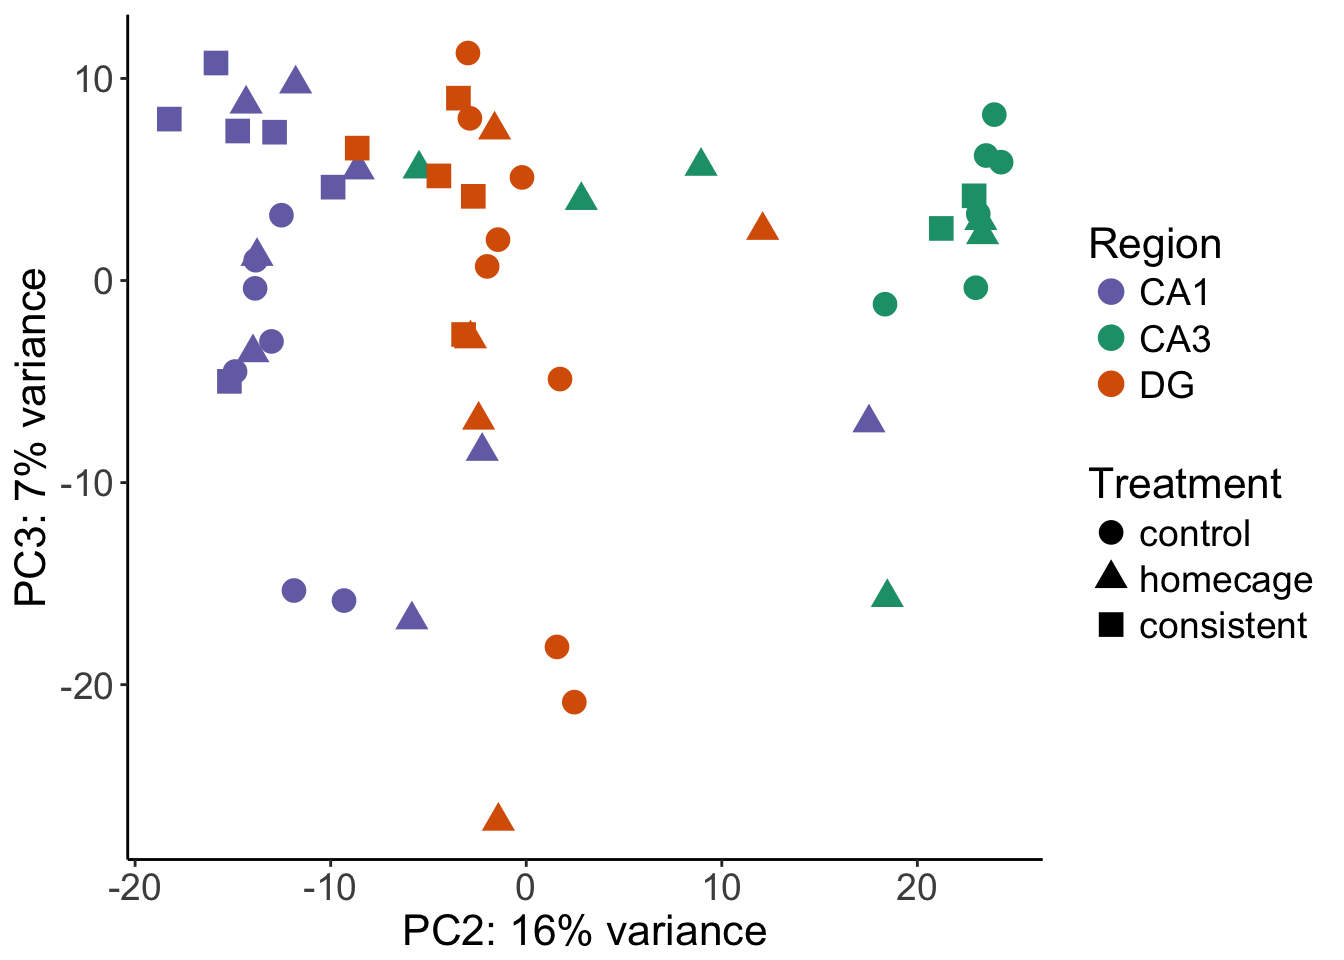 10
0
-10
-20
PC3: 7% variance
-20
-10
0
10
20
PC2: 16% variance
Region
CA1
CA3
DG
Treatment
control
homecage
consistent